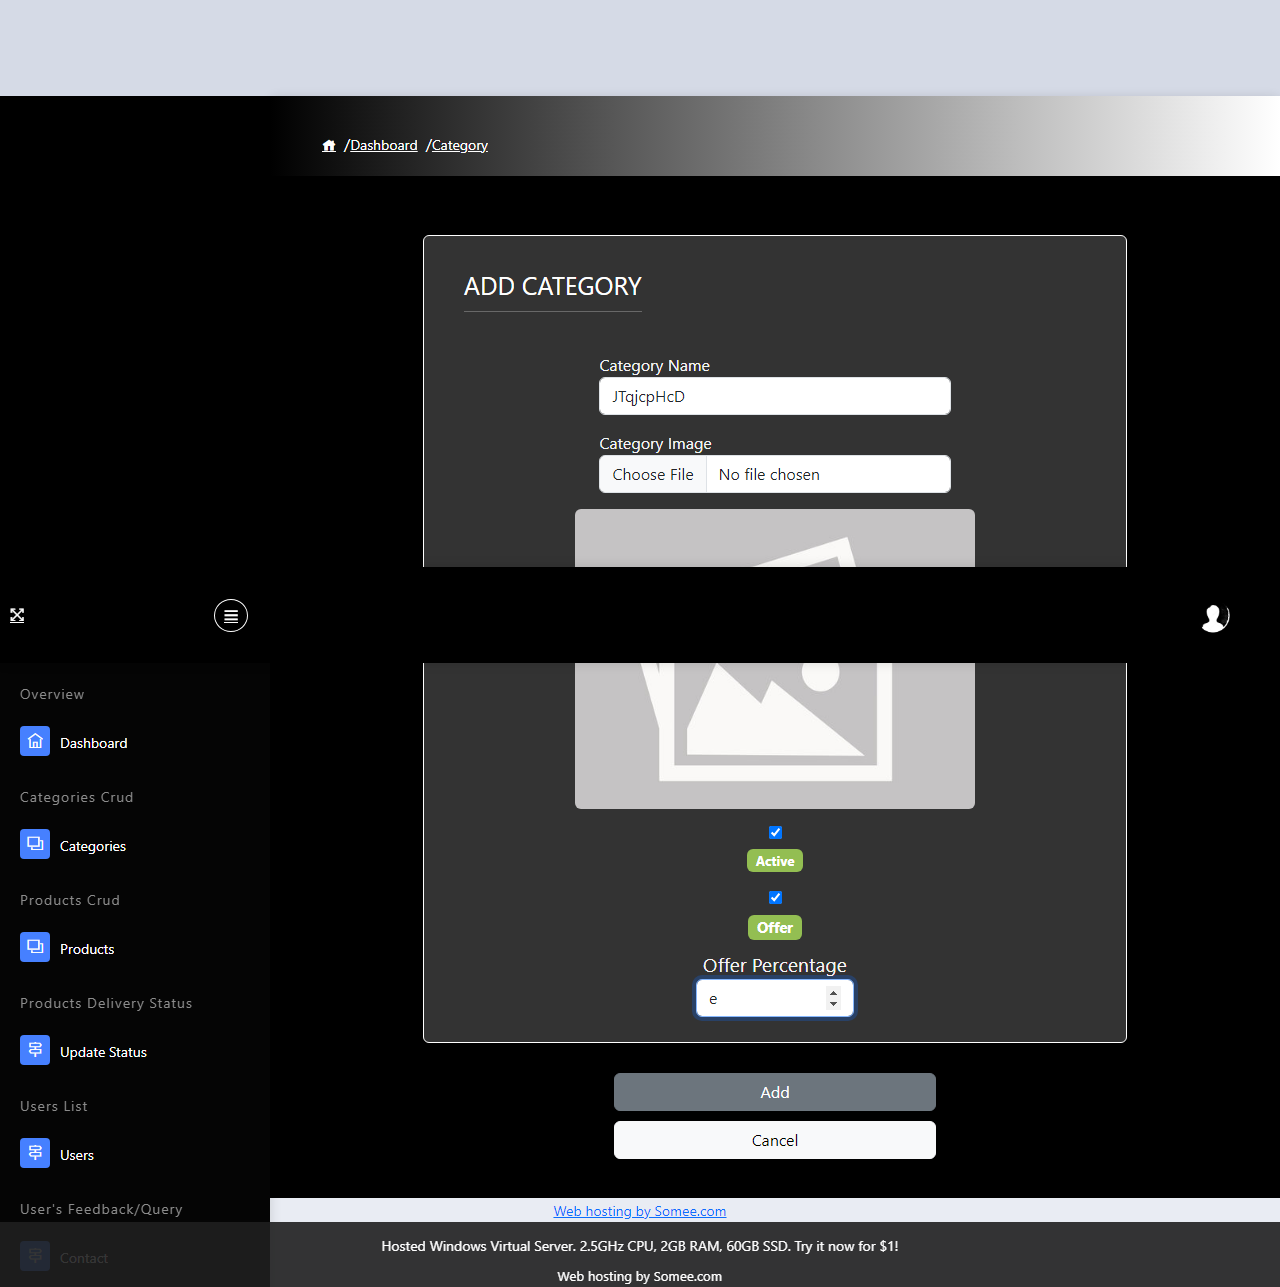 /Dashboard /Category
ADD CATEGORY
Category Name
JTqjcpHcD
Category Image
Choose File No file chosen
Overview
Dashboard
Categories Crud
Categories
Products Crud
Products
Products Delivery Status
Update Status
Users List
Users
User's Feedback/Query
Contact
Active
Offer
Offer Percentage
e
Add
Cancel
Web hosting by Somee.com
Hosted Windows Virtual Server. 2.5GHz CPU, 2GB RAM, 60GB SSD. Try it now for $1!
Web hosting by Somee.com